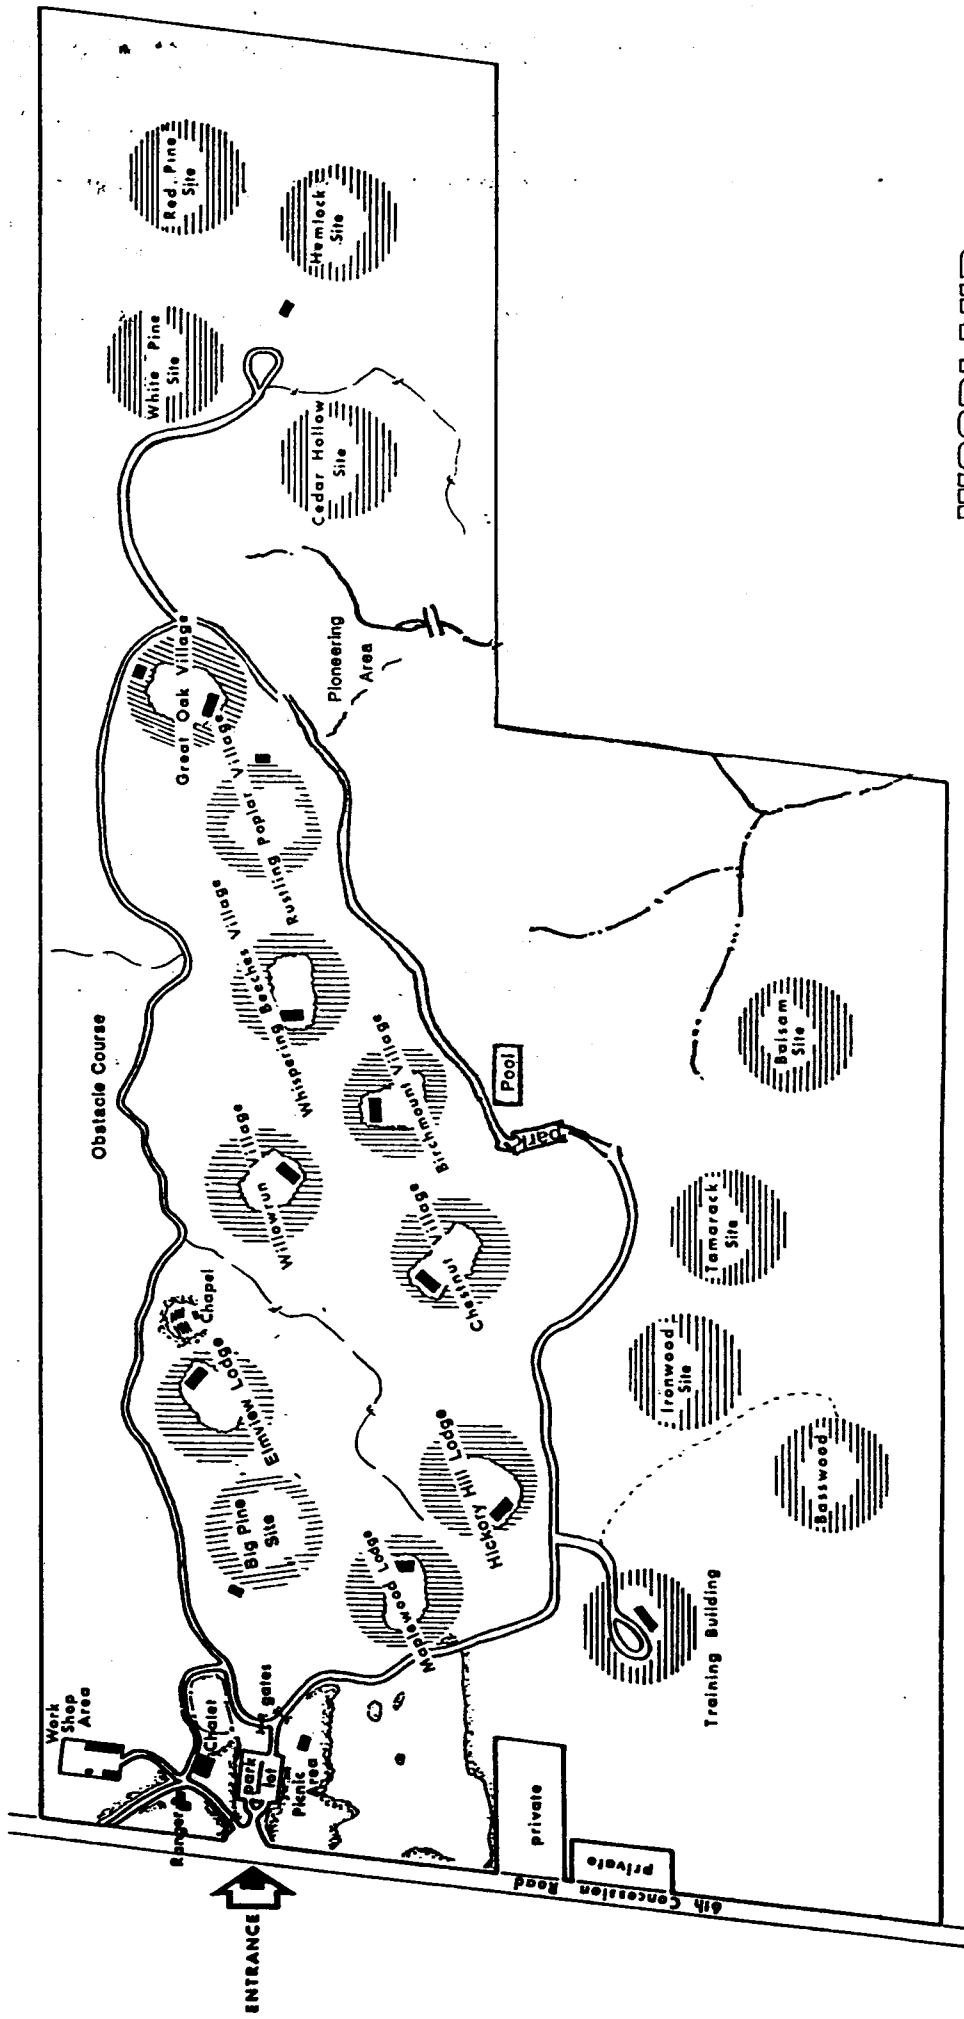 Work
Shop
Area
Obstacle Course
White Pine
Site
Red Pine
Site
Ranger
Chalet
Chapel
Great Oak Village
Elmview Lodge
Willowrun Village
Whispering Beeches Village
Rustling Poplar Village
Big Pine
Site
ENTRANCE
park
lot
gates
Picnic
Area
Cedar Hollow
Site
Hemlock
Site
Pioneering
Area
Maplewood Lodge
Hickory Hill Lodge
Chestnut Village
Birchmount Village
Pool
park
private
private
6th Concession Road
Training Building
Ironwood
Site
Tamarack
Site
Balsam
Site
Basswood